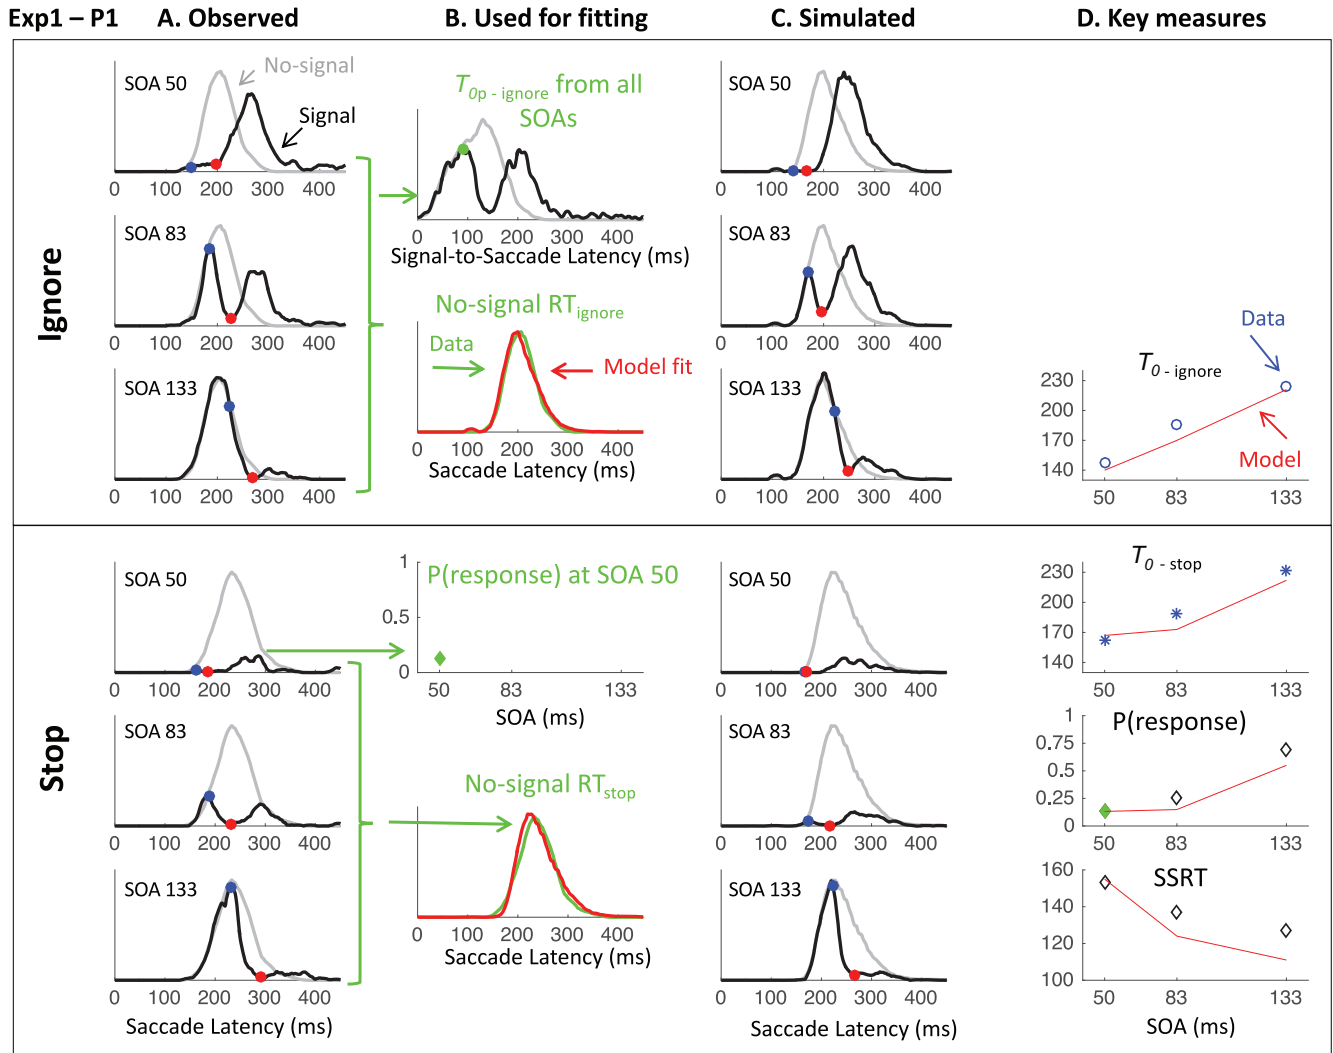 Exp1 – P1 A. Observed B. Used for fitting C. Simulated D. Key measures
Ignore
SOA 50
No-signal
Signal
0 100 200 300 400
SOA 83
0 100 200 300 400
SOA 133
0 100 200 300 400
T0p - ignore from all
SOAs
0 100 200 300 400
Signal-to-Saccade Latency (ms)
No-signal RTignore
Data
Model fit
0 100 200 300 400
Saccade Latency (ms)
SOA 50
0 100 200 300 400
SOA 83
0 100 200 300 400
SOA 133
0 100 200 300 400
Data
T0 - ignore
230
200
170
140
Model
50 83 133
Stop
SOA 50
0 100 200 300 400
SOA 83
0 100 200 300 400
SOA 133
0 100 200 300 400
Saccade Latency (ms)
P(response) at SOA 50
1
0.5
0
50 83 133
SOA (ms)
No-signal RTstop
0 100 200 300 400
Saccade Latency (ms)
SOA 50
0 100 200 300 400
SOA 83
0 100 200 300 400
SOA 133
0 100 200 300 400
Saccade Latency (ms)
T0 - stop
230
200
170
140
50 83 133
P(response)
1
0.75
0.5
0.25
0
50 83 133
SSRT
160
140
120
100
50 83 133
SOA (ms)